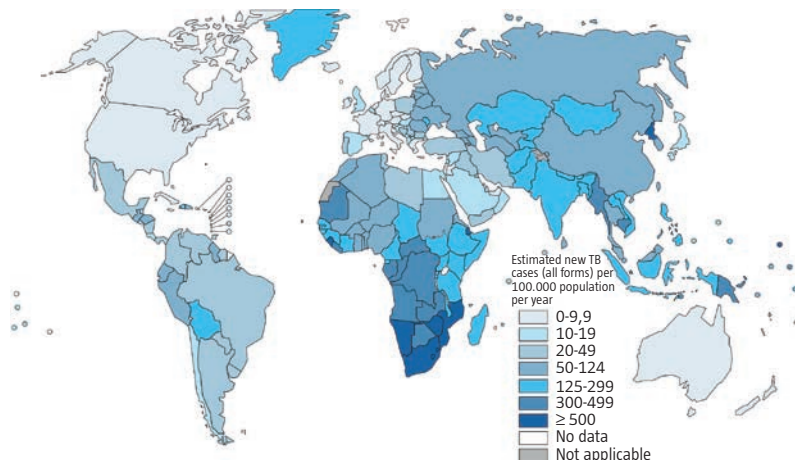 Estimated new TB
cases (all forms) per
100.000 population
per year
0-9,9
10-19
20-49
50-124
125-299
300-499
≥ 500
No data
Not applicable